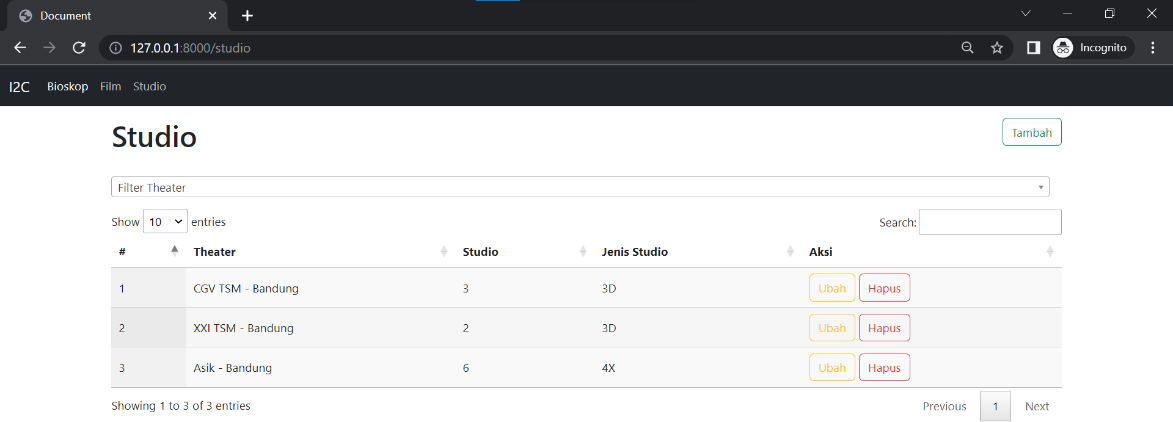 Document
127.0.0.1:8000/studio
Incognito
I2C Bioskop Film Studio
Studio
Tambah
Filter Theater
Show 10 entries
Search:
# Theater Studio Jenis Studio Aksi
1 CGV TSM - Bandung 3 3D Ubah Hapus
2 XXI TSM - Bandung 2 3D Ubah Hapus
3 Asik - Bandung 6 4X Ubah Hapus
Showing 1 to 3 of 3 entries
Previous 1 Next